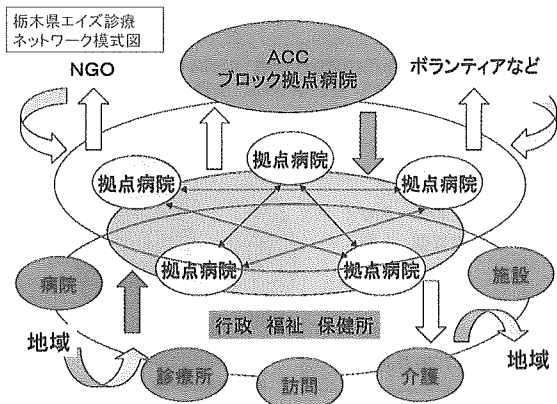 栃木県エイズ診療
ネットワーク模式図
ACC
ブロック拠点病院
NGO
ボランティアなど
拠点病院
拠点病院
拠点病院
拠点病院
拠点病院
病院
施設
行政 福祉 保健所
地域
地域
診療所
訪問
介護